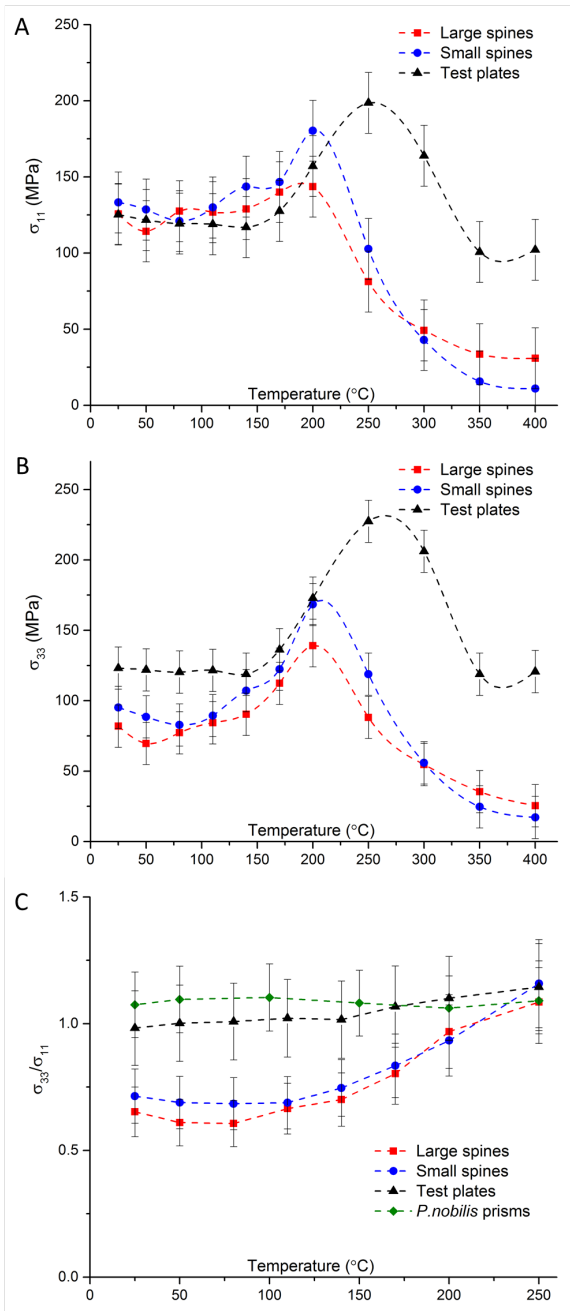 A
250
200
150
100
50
0
σ11 (MPa)
Large spines
Small spines
Test plates
Temperature (°C)
0 50 100 150 200 250 300 350 400
B
250
200
150
100
50
0
σ33 (MPa)
Large spines
Small spines
Test plates
Temperature (°C)
0 50 100 150 200 250 300 350 400
C
1.5
1.0
0.5
0.0
σ33/σ11
Large spines
Small spines
Test plates
P.nobilis prisms
Temperature (°C)
0 50 100 150 200 250